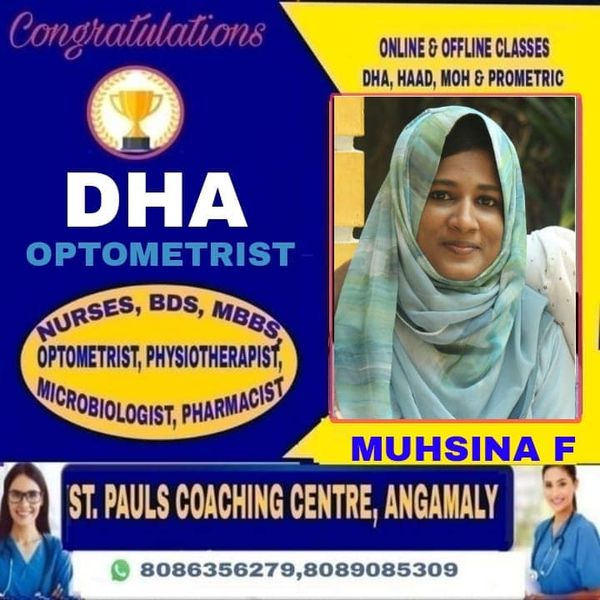 Congratulations
ONLINE & OFFLINE CLASSES
DHA, HAAD, MOH & PROMETRIC
DHA
OPTOMETRIST
NURSES, BDS, MBBS,
OPTOMETRIST, PHYSIOTHERAPIST,
MICROBIOLOGIST, PHARMACIST
MUHSINA F
ST. PAULS COACHING CENTRE, ANGAMALY
8086356279,8089085309